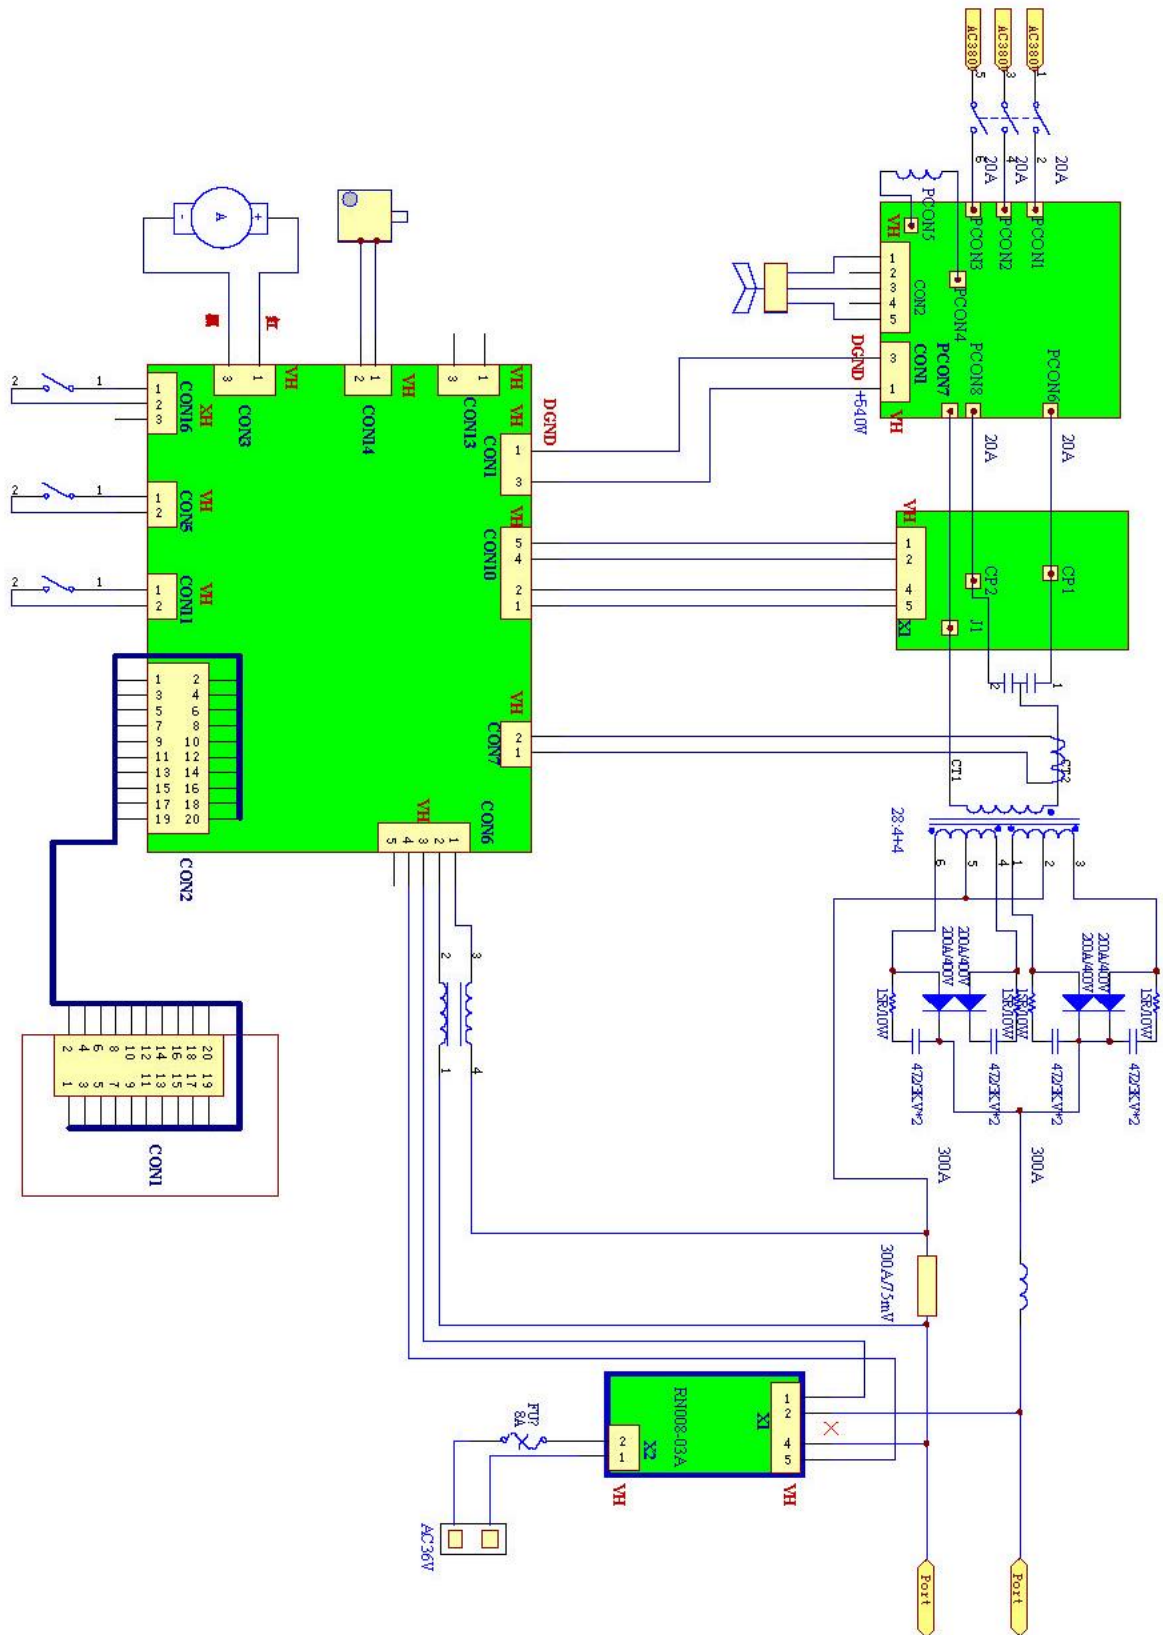 AC380V
AC380V
AC380V
5
3
1
6
4
2
20A
20A
20A
PCON5
VH
PCON3
PCON2
PCON1
PCON4
1
2
3
4
5
CON2
DGND
3
1
CON1
+540V
VH
PCON7
PCON8
PCON6
20A
20A
A
-
+
红
VH
3
1
CON3
VH
2
1
CON14
VH
3
1
CON13
VH
DGND
1
3
CON1
2
1
1
2
3
CON16
XH
2
1
1
2
CON5
VH
2
1
1
2
CON11
VH
VH
5
4
2
1
CON10
VH
1
2
4
5
X1
CP2
CP1
J1
2
1
VH
2
1
CON7
CT1
CT2
28:4+4
6
5
4
1
2
3
VH
5
4
3
2
1
CON6
1
3
5
7
9
11
13
15
17
19
2
4
6
8
10
12
14
16
18
20
CON2
2
3
1
4
200A/400V
200A/400V
200A/400V
200A/400V
15R/10W
15R/10W
15R/10W
15R/10W
472/3KV*2
472/3KV*2
472/3KV*2
472/3KV*2
300A
300A
2
4
6
8
10
12
14
16
18
20
1
3
5
7
9
11
13
15
17
19
CON1
300A/75mV
RN008-03A
X1
1
2
4
5
VH
X2
2
1
VH
FU?
8A
AC36V
Port
Port